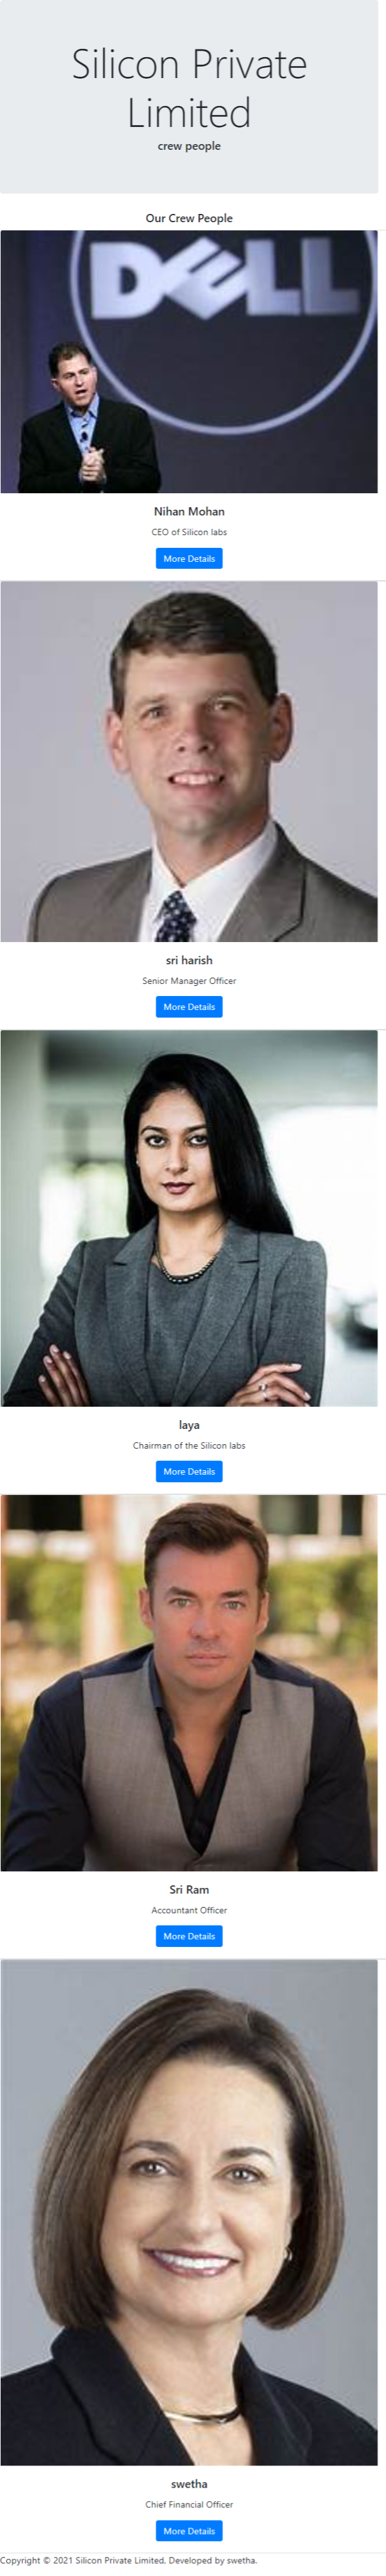 Silicon Private
Limited
crew people
Our Crew People
DELL
Nihan Mohan
CEO of Silicon labs
More Details
sri harish
Senior Manager Officer
More Details
laya
Chairman of the Silicon labs
More Details
Sri Ram
Accountant Officer
More Details
swetha
Chief Financial Officer
More Details
Copyright © 2021 Silicon Private Limited. Developed by swetha.